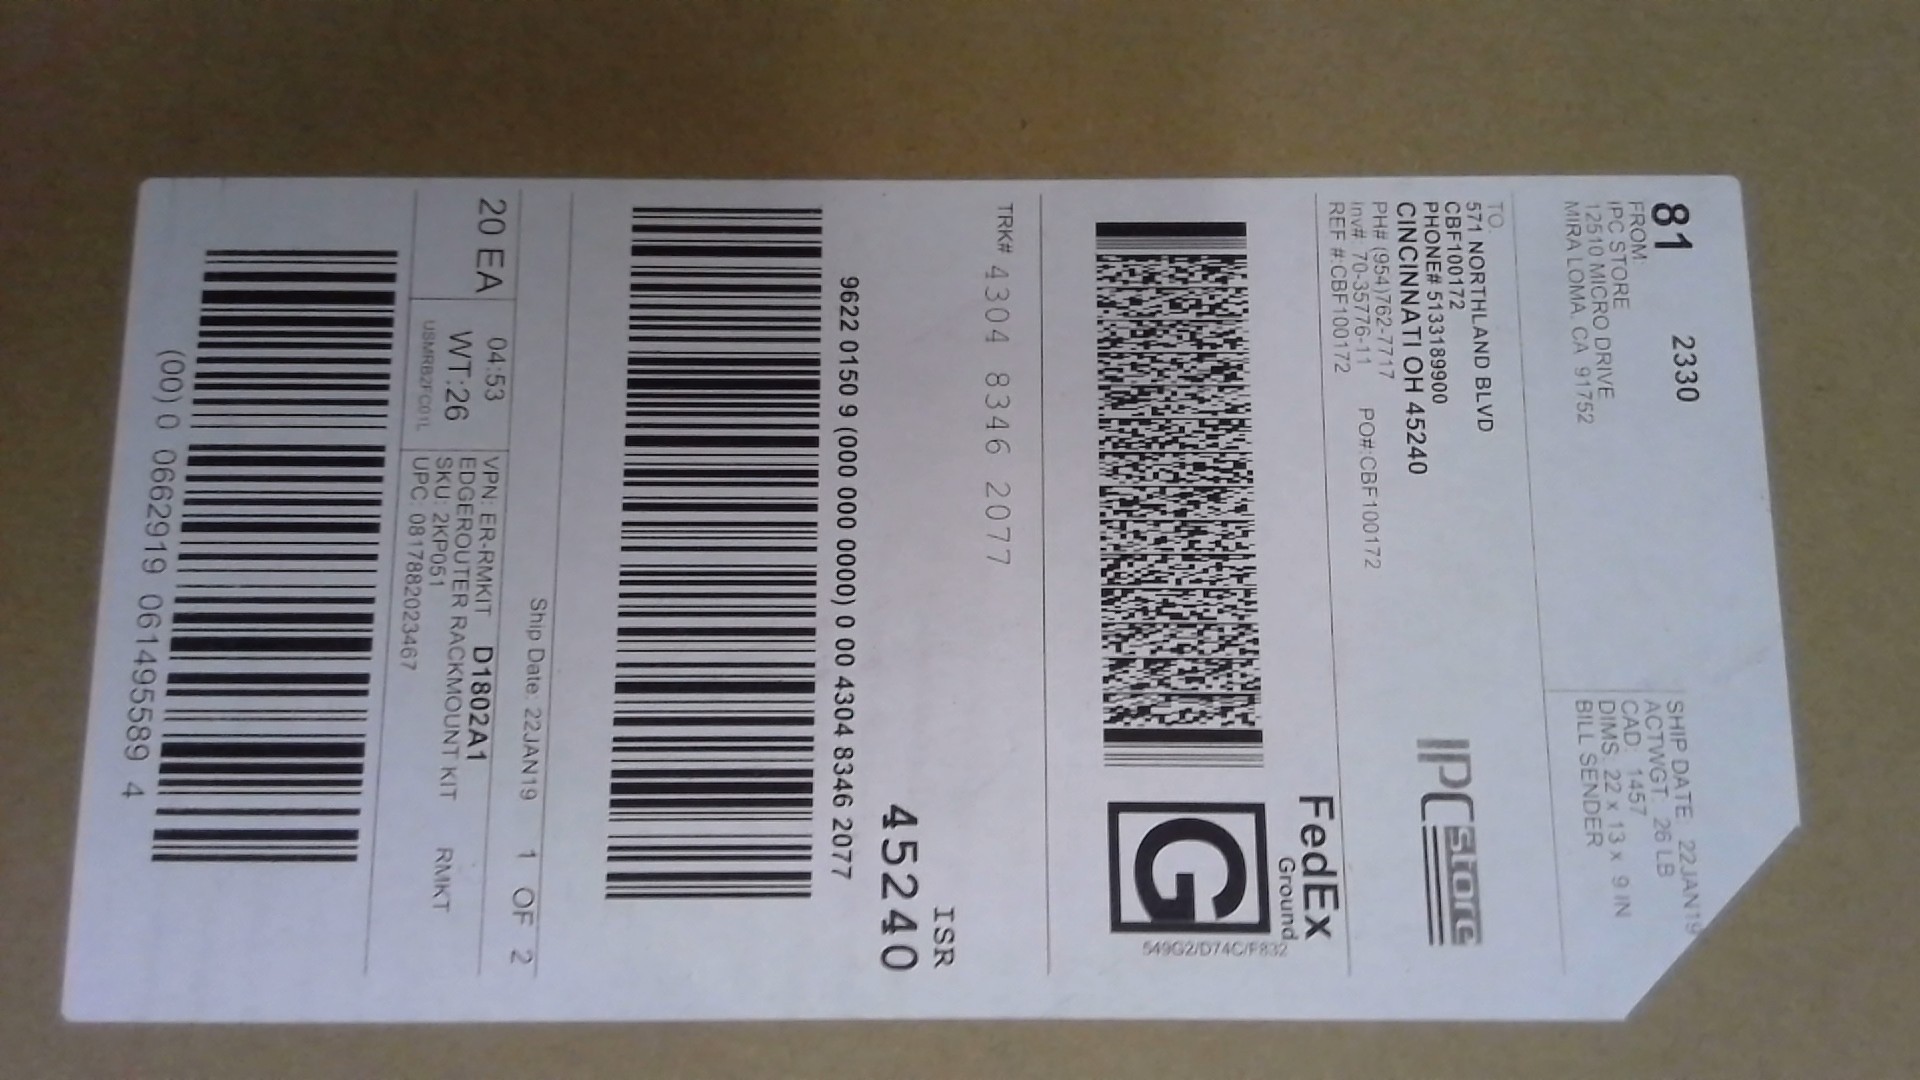 81 2330
FROM:
IPC STORE
12510 MICRO DRIVE
MIRA LOMA, CA 91752
SHIP DATE 22JAN19
ACTWGT: 26 LB
CAD: 1457
DIMS: 22 x 13 x 9 IN
BILL SENDER
TO:
571 NORTHLAND BLVD
CBF100172
PHONE# 5133189900
CINCINNATI OH 45240
PH# (954)762-7717
Inv# 70-35776-11 PO#:CBF100172
REF #:CBF100172
IPC store
FedEx
Ground
G
549G2/D74C/F832
TRK# 4304 8346 2077
ISR
45240
9622 0150 9 (000 000 0000) 0 00 4304 8346 2077
Ship Date: 22JAN19 1 OF 2
20 EA 04:53
WT:26
USMRB2FC01L
VPN: ER-RMKIT D1802A1
EDGEROUTER RACKMOUNT KIT RMKT
SKU: 2KP051
UPC: 0817882023467
(00) 0 0662919 061495589 4